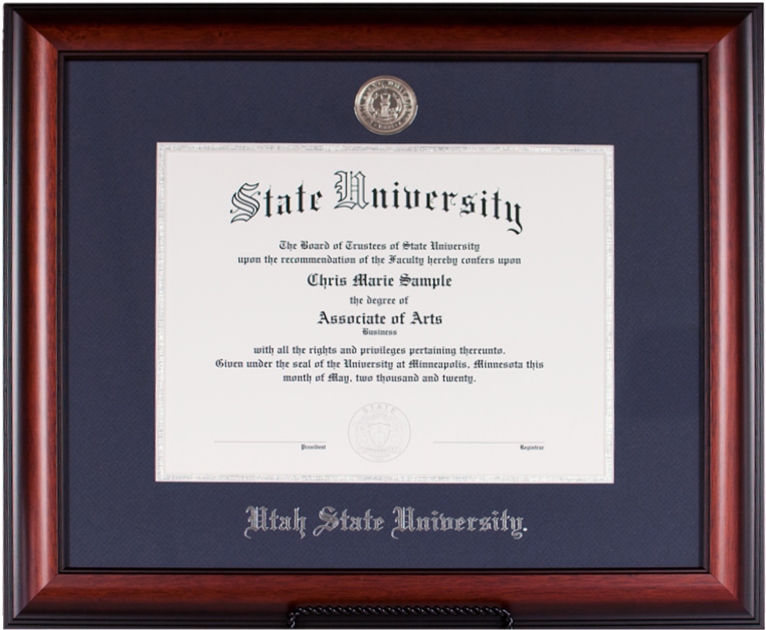 State University
The Board of Trustees of State University
upon the recommendation of the Faculty hereby confers upon
Chris Marie Sample
the degree of
Associate of Arts
Business
with all the rights and privileges pertaining thereunto.
Given under the seal of the University at Minneapolis, Minnesota this
month of May, two thousand and twenty.
STATE
President
Registrar
Utah State University.